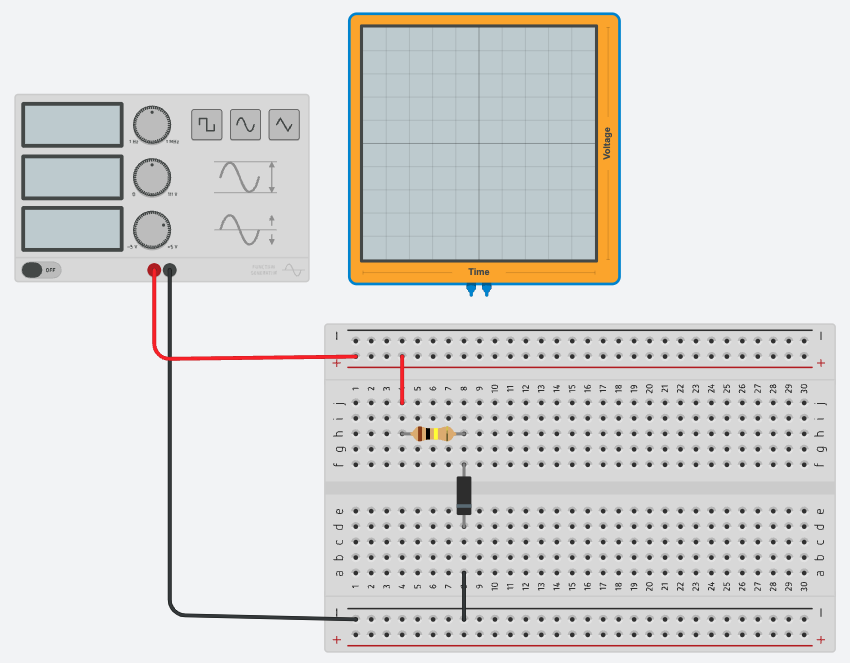 1 Hz
1 MHz
0
10 V
-5 V
+5 V
OFF
FUNCTION
GENERATOR
Voltage
Time
− −
+ +
1 2 3 5 6 7 8 9 10 11 12 13 14 15 16 17 18 19 20 21 22 23 24 25 26 27 28 29 30
j j
i i
h h
g g
f f
e e
d d
c c
b b
a a
1 2 3 4 5 6 7 9 10 11 12 13 14 15 16 17 18 19 20 21 22 23 24 25 26 27 28 29 30
− −
+ +